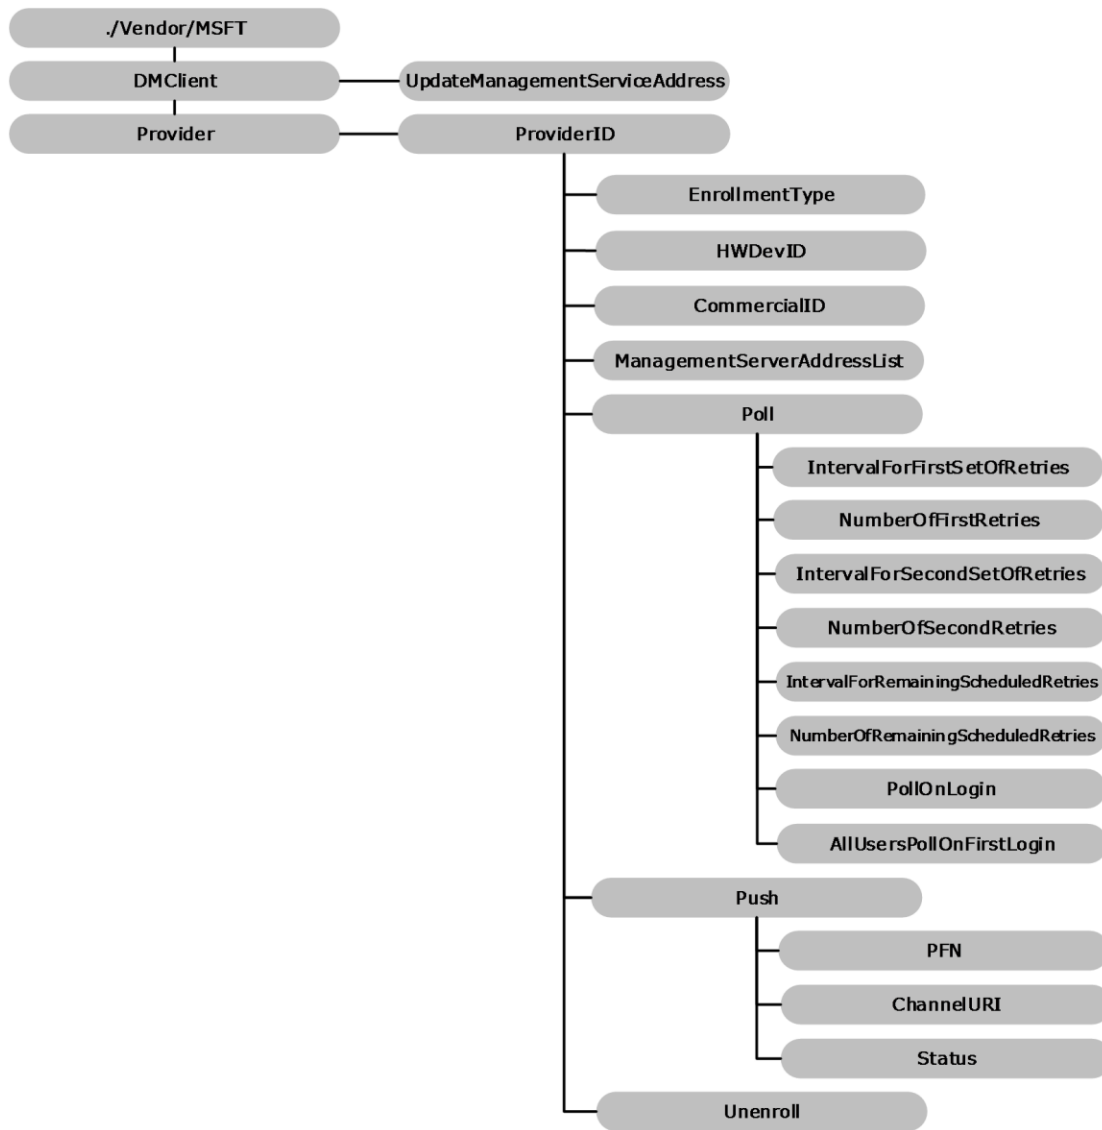 ./Vendor/MSFT
DMClient
UpdateManagementServiceAddress
Provider
ProviderID
EnrollmentType
HWDevID
CommercialID
ManagementServerAddressList
Poll
IntervalForFirstSetOfRetries
NumberOfFirstRetries
IntervalForSecondSetOfRetries
NumberOfSecondRetries
IntervalForRemainingScheduledRetries
NumberOfRemainingScheduledRetries
PollOnLogin
AllUsersPollOnFirstLogin
Push
PFN
ChannelURI
Status
Unenroll